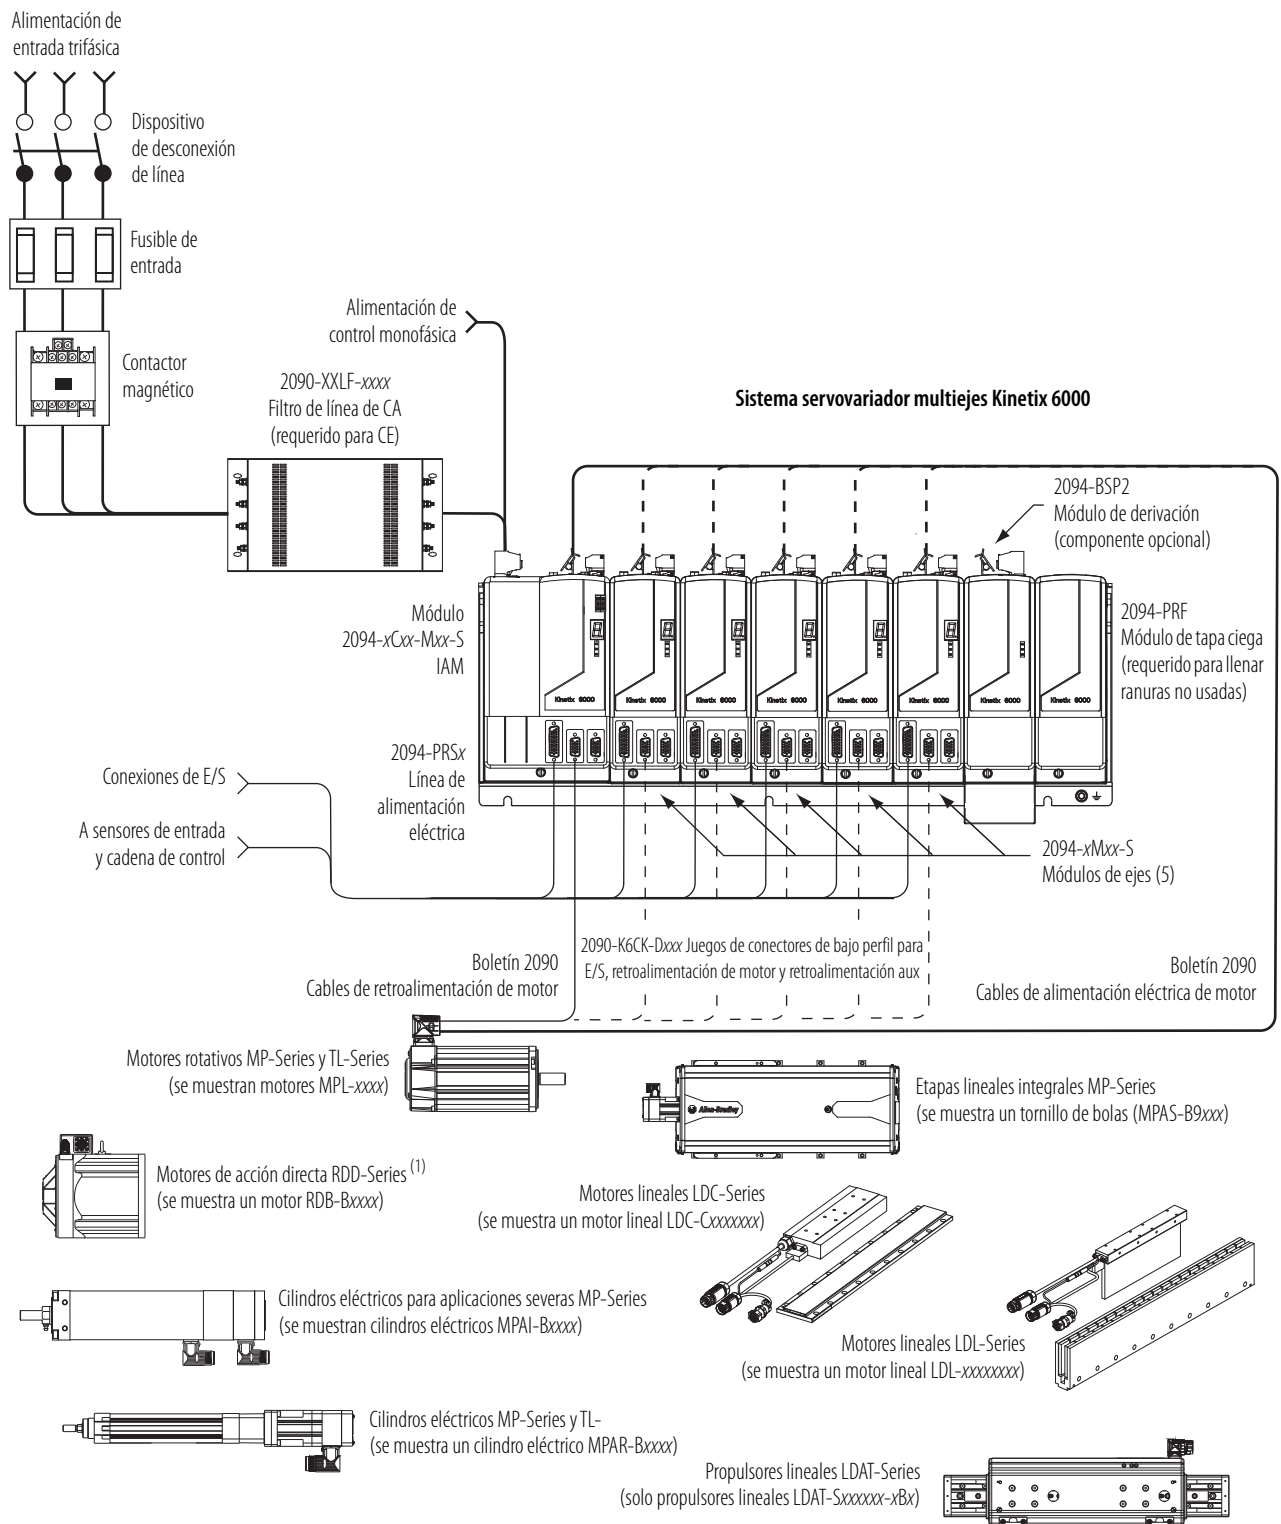 Alimentación de
entrada trifásica
Dispositivo
de desconexión
de línea
Fusible de
entrada
Alimentación de
control monofásica
Contactor
magnético
2090-XXLF-xxxx
Filtro de línea de CA
(requerido para CE)
Sistema servovariador multiejes Kinetix 6000
2094-BSP2
Módulo de derivación
(componente opcional)
Módulo
2094-xCxx-Mxx-S
IAM
2094-PRF
Módulo de tapa ciega
(requerido para llenar
ranuras no usadas)
Kinetix 6000
Kinetix 6000
Kinetix 6000
Kinetix 6000
Kinetix 6000
Kinetix 6000
Kinetix 6000
Kinetix 6000
2094-PRSx
Línea de
alimentación
eléctrica
Conexiones de E/S
A sensores de entrada
y cadena de control
2094-xMxx-S
Módulos de ejes (5)
2090-K6CK-Dxxx Juegos de conectores de bajo perfil para
E/S, retroalimentación de motor y retroalimentación aux
Boletín 2090
Cables de retroalimentación de motor
Boletín 2090
Cables de alimentación eléctrica de motor
Motores rotativos MP-Series y TL-Series
(se muestran motores MPL-xxxx)
Allen-Bradley
Etapas lineales integrales MP-Series
(se muestra un tornillo de bolas (MPAS-B9xxx)
Motores de acción directa RDD-Series (1)
(se muestra un motor RDB-Bxxxx)
Motores lineales LDC-Series
(se muestra un motor lineal LDC-Cxxxxxxx)
Cilindros eléctricos para aplicaciones severas MP-Series
(se muestran cilindros eléctricos MPAI-Bxxxx)
Motores lineales LDL-Series
(se muestra un motor lineal LDL-xxxxxxxx)
Cilindros eléctricos MP-Series y TL-
(se muestra un cilindro eléctrico MPAR-Bxxxx)
Propulsores lineales LDAT-Series
(solo propulsores lineales LDAT-Sxxxxxx-xBx)